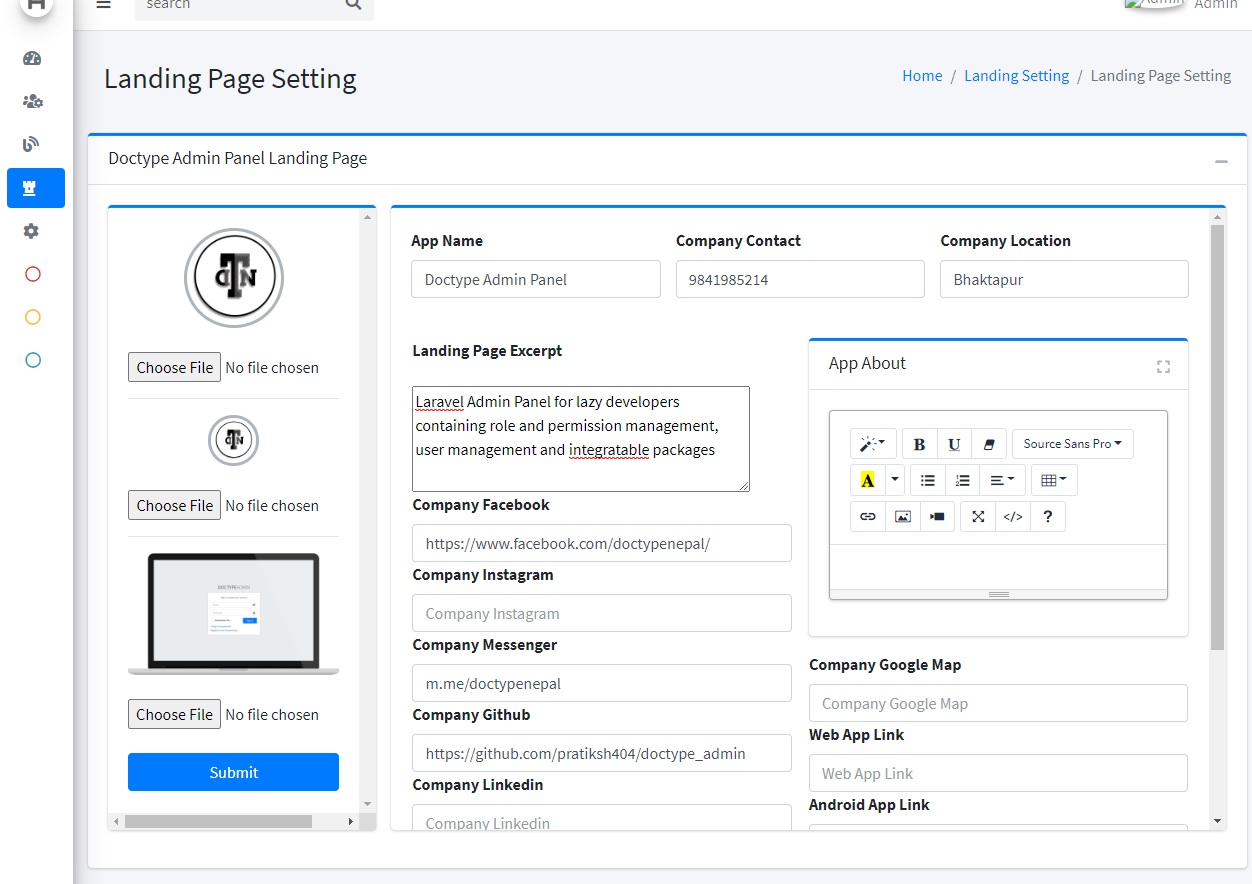 search
Admin
Admin
Landing Page Setting
Home / Landing Setting / Landing Page Setting
Doctype Admin Panel Landing Page
DTN
Choose File No file chosen
DTN
Choose File No file chosen
DOCTYPEADMIN
Choose File No file chosen
Submit
App Name
Company Contact
Company Location
Doctype Admin Panel
9841985214
Bhaktapur
Landing Page Excerpt
Laravel Admin Panel for lazy developers
containing role and permission management,
user management and integratable packages
Company Facebook
https://www.facebook.com/doctypenepal/
Company Instagram
Company Instagram
Company Messenger
m.me/doctypenepal
Company Github
https://github.com/pratiksh404/doctype_admin
Company Linkedin
Company Linkedin
App About
B U Source Sans Pro
A
</> ?
Company Google Map
Company Google Map
Web App Link
Web App Link
Android App Link